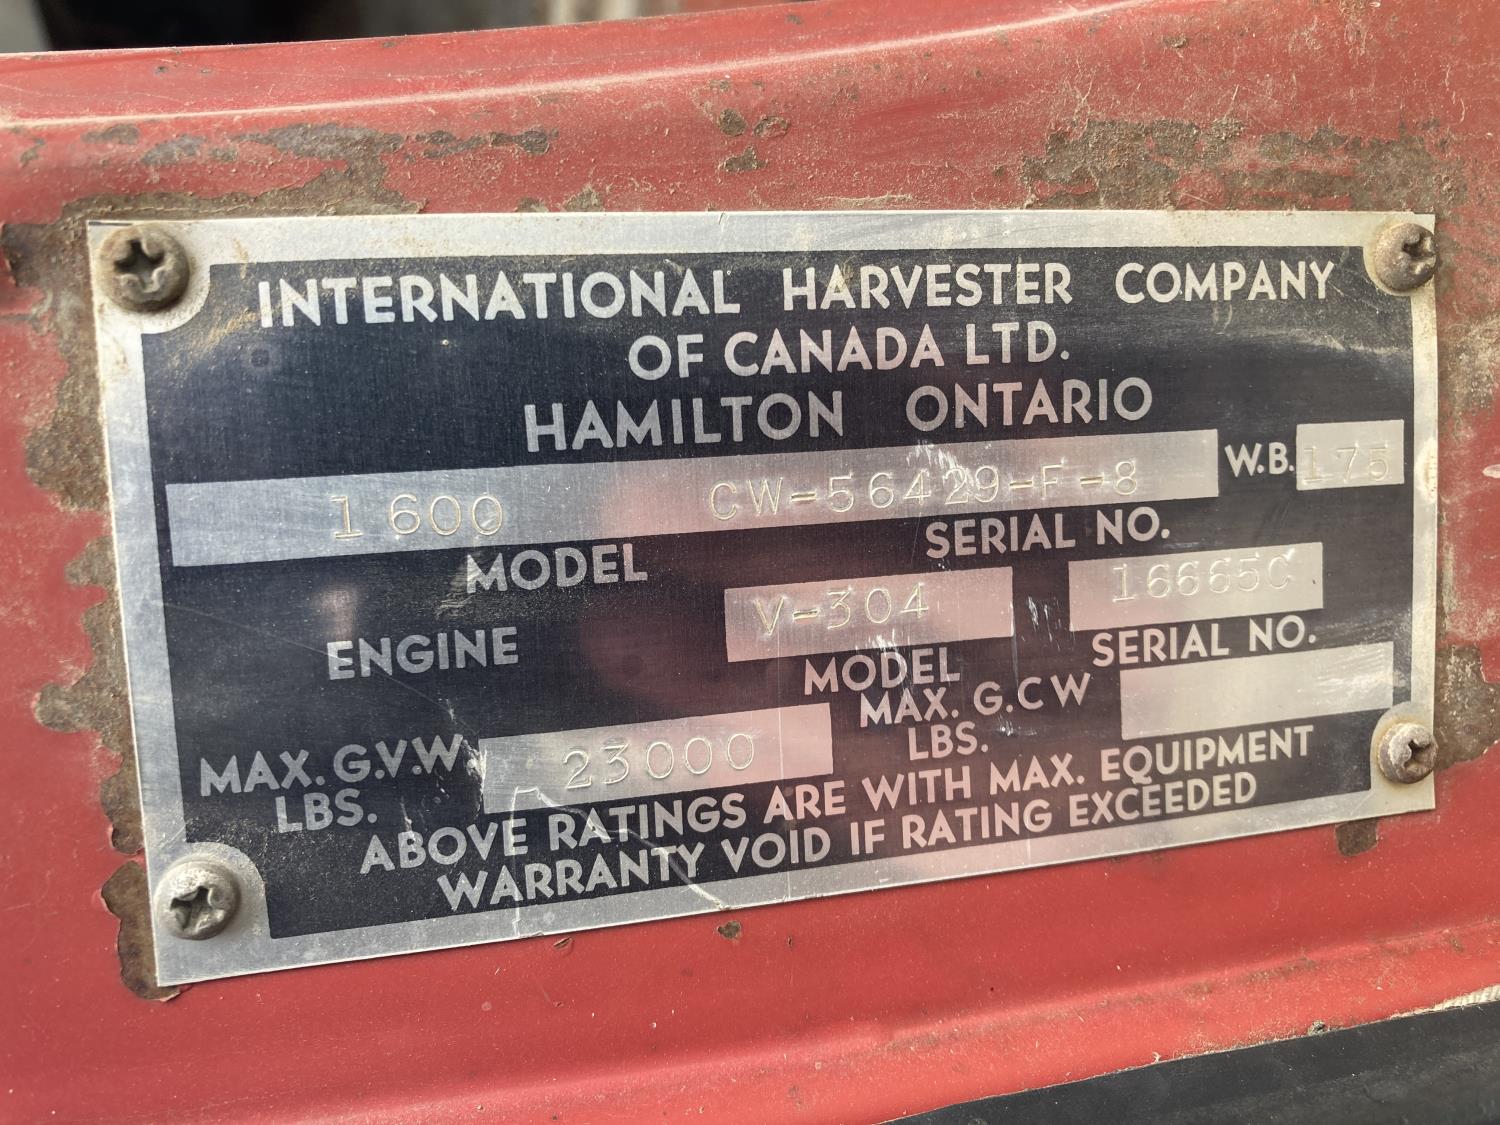 INTERNATIONAL HARVESTER COMPANY
OF CANADA LTD.
HAMILTON ONTARIO
1600 CW-56429-F-8 W.B. 175
MODEL SERIAL NO.
ENGINE V-304 16665C
MODEL SERIAL NO.
MAX. G.V.W. LBS. 23000 MAX. G.C W LBS.
ABOVE RATINGS ARE WITH MAX. EQUIPMENT
WARRANTY VOID IF RATING EXCEEDED